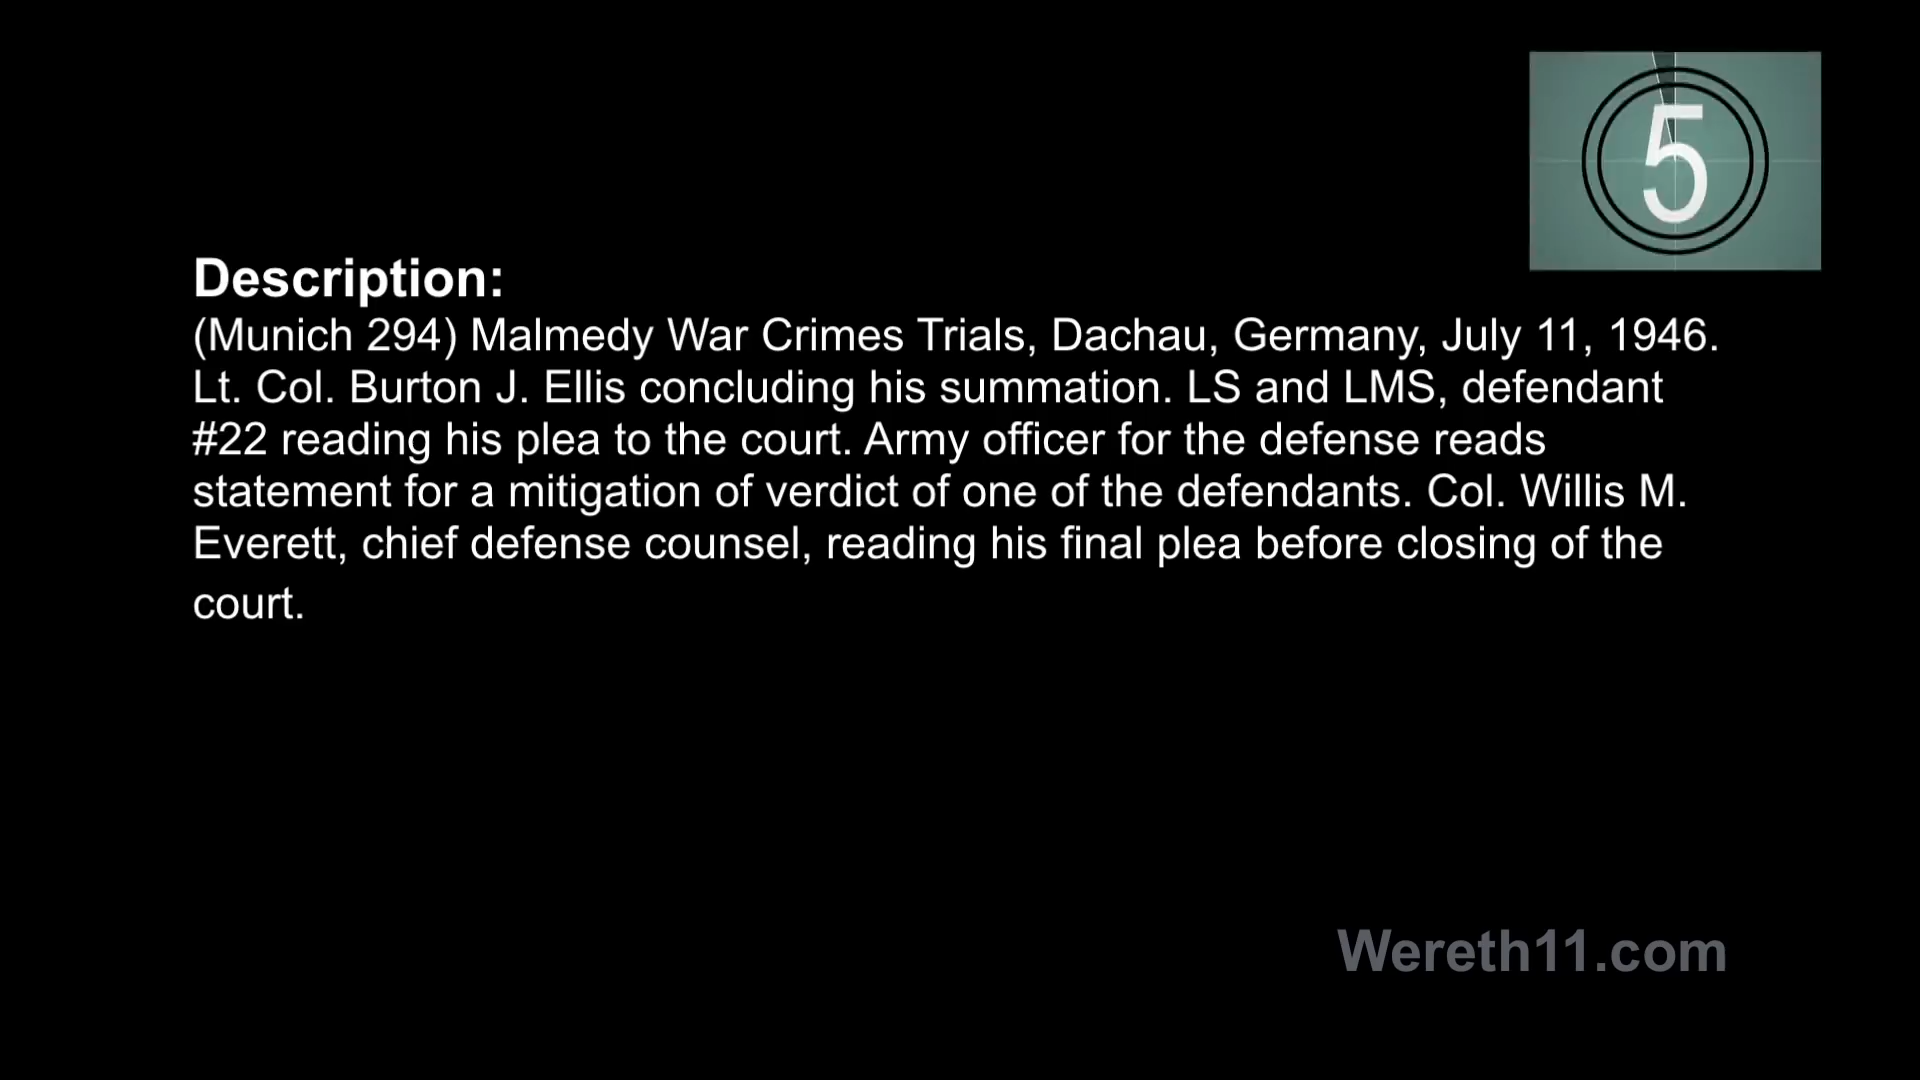 5
Description:
(Munich 294) Malmedy War Crimes Trials, Dachau, Germany, July 11, 1946.
Lt. Col. Burton J. Ellis concluding his summation. LS and LMS, defendant
#22 reading his plea to the court. Army officer for the defense reads
statement for a mitigation of verdict of one of the defendants. Col. Willis M.
Everett, chief defense counsel, reading his final plea before closing of the
court.
Wereth11.com